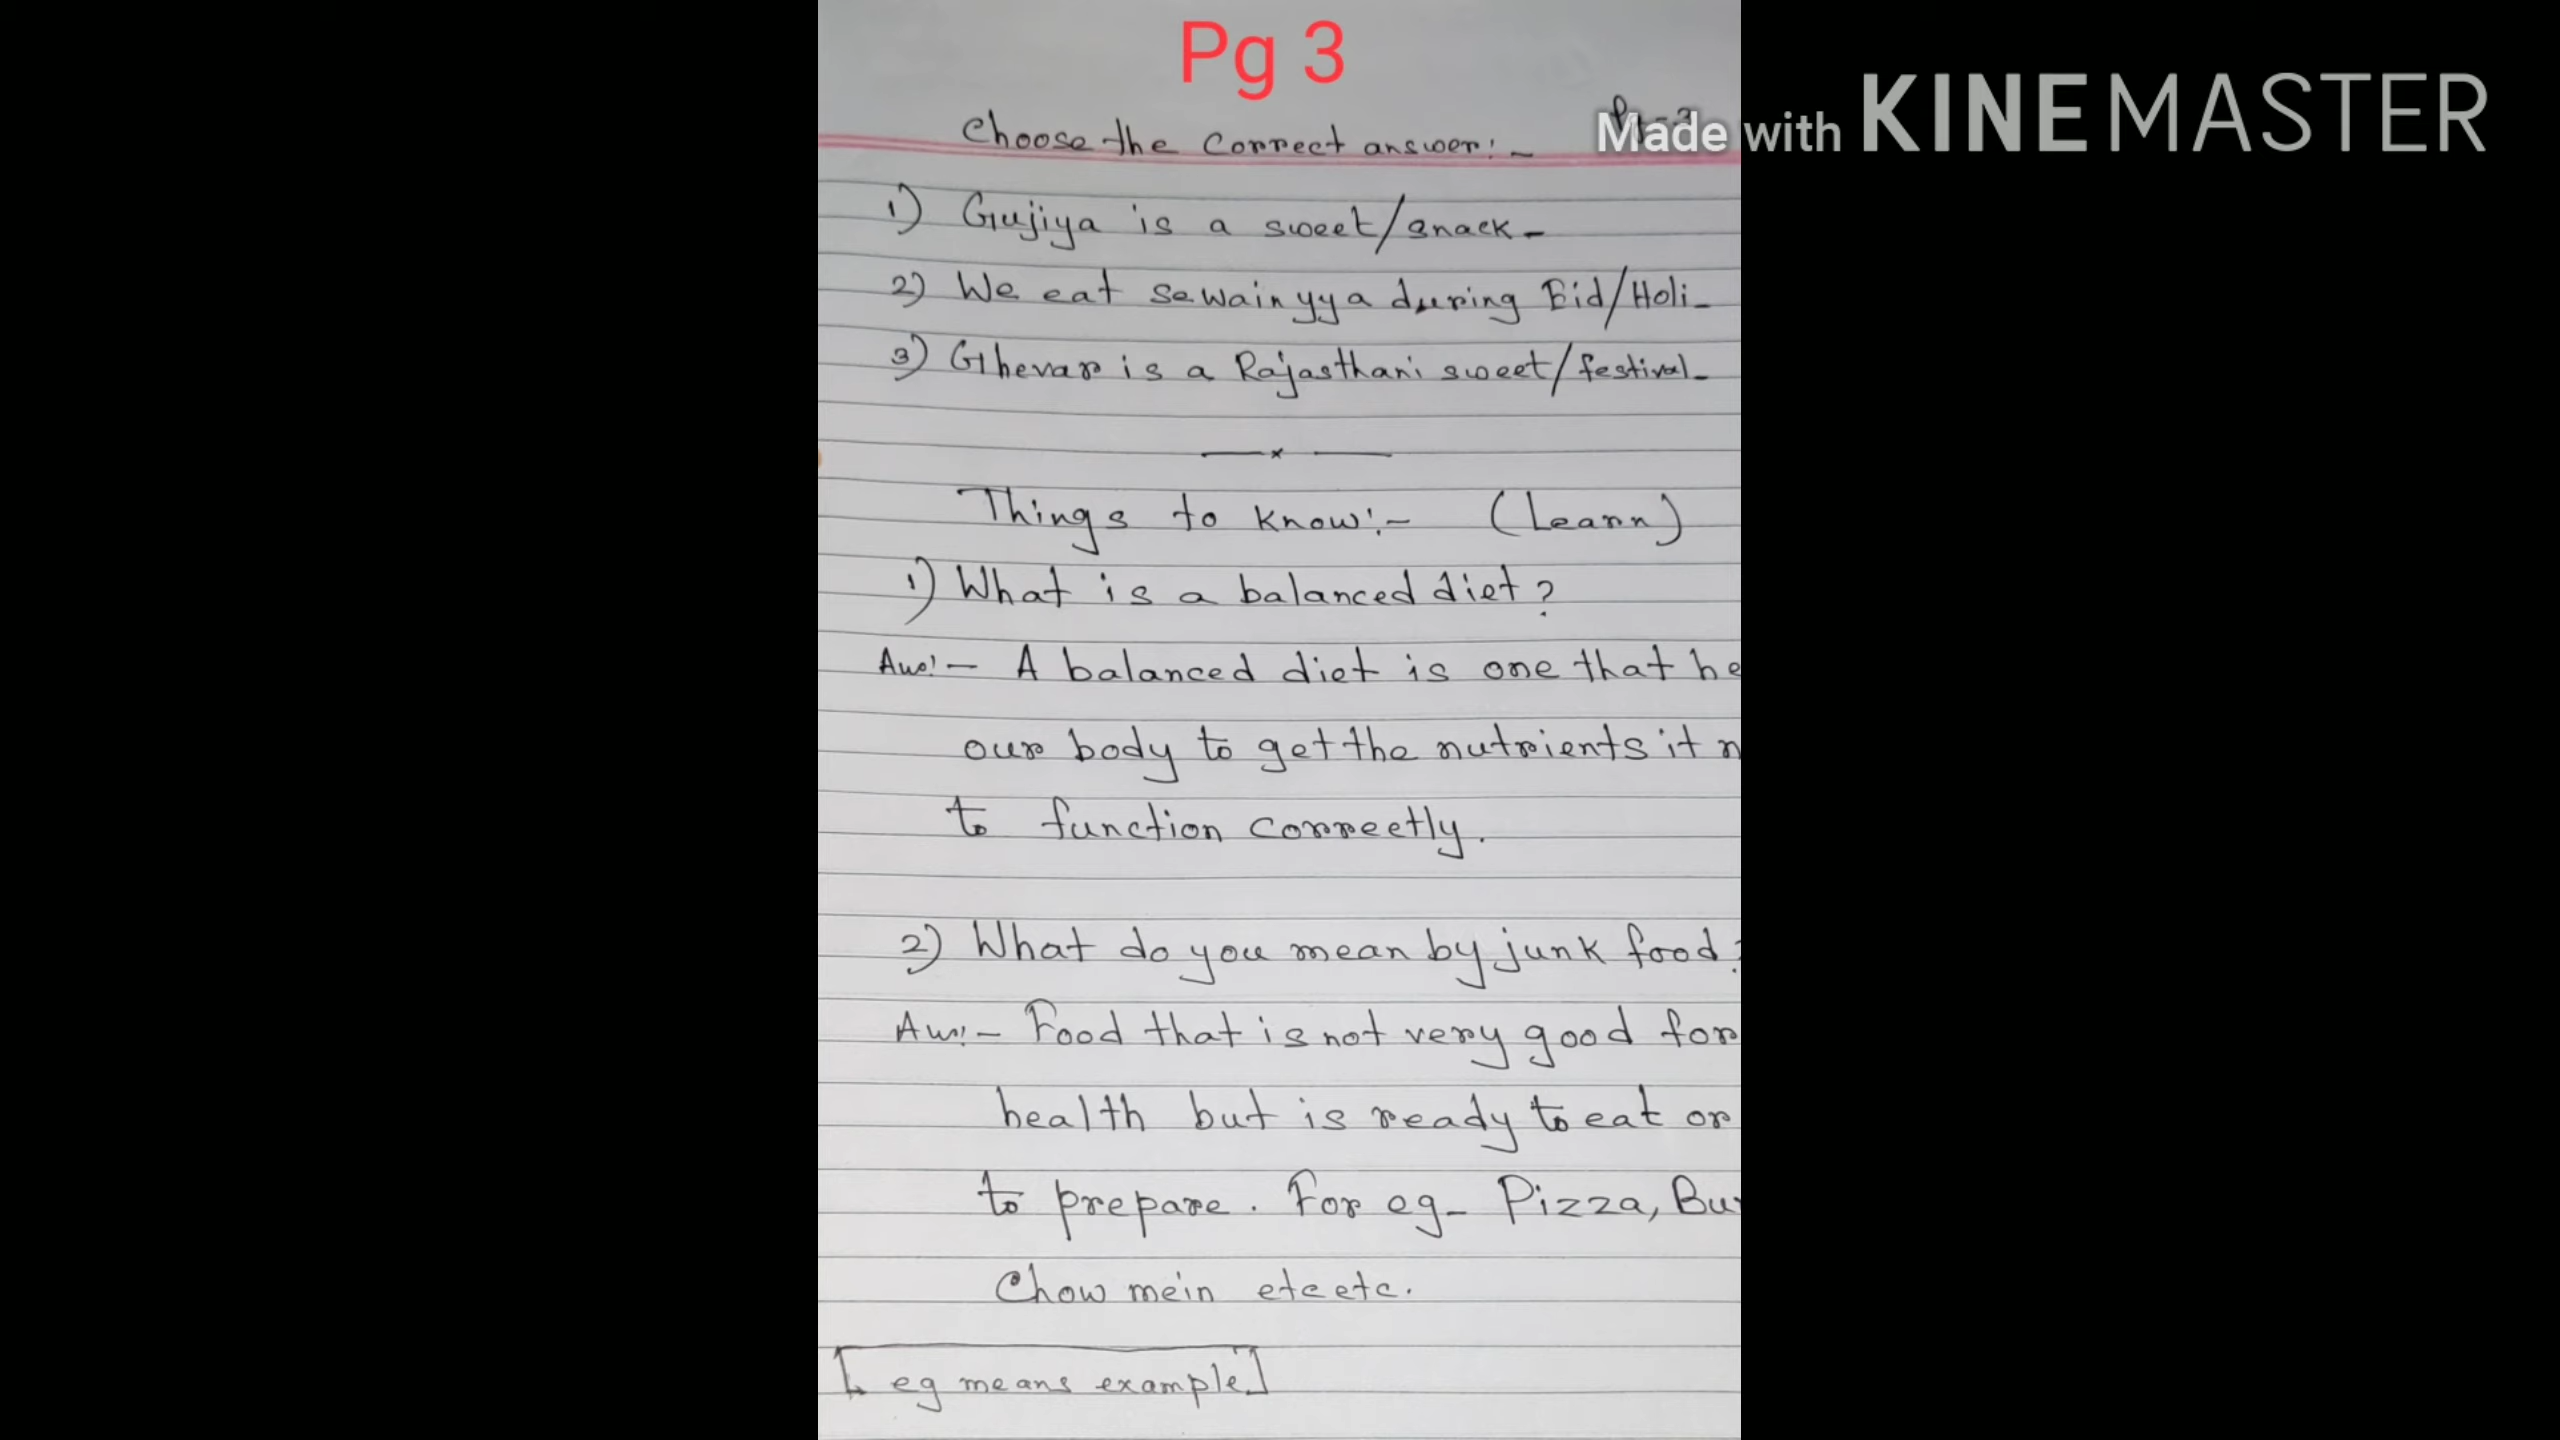 Pg 3
Made with KINEMASTER
Choose the correct answer:-
1) Gujiya is a sweet/snack-
2) We eat sewainyya during Eid/Holi-
3) Ghevar is a Rajasthani sweet/festival-
Things to know:- (Learn)
1) What is a balanced diet?
Ans:- A balanced diet is one that he
our body to get the nutrients it n
to function correctly.
2) What do you mean by junk food?
Ans:- Food that is not very good for
health but is ready to eat or
to prepare. For eg- Pizza, Bu
Chow mein etc etc.
[eg means example]